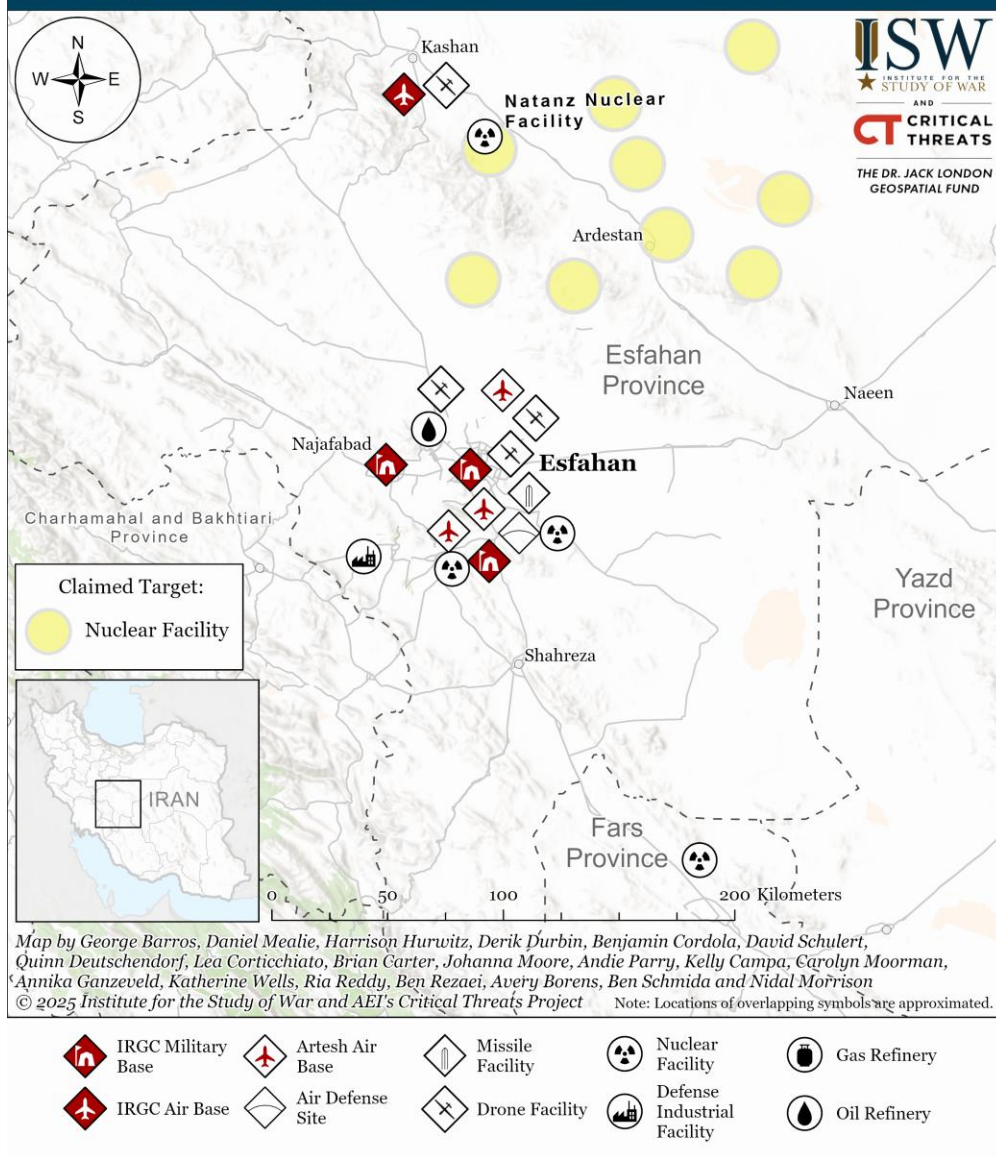 N
W
E
S
Kashan
Natanz Nuclear
Facility
ISW
INSTITUTE FOR THE
STUDY OF WAR
AND
CT CRITICAL
THREATS
THE DR. JACK LONDON
GEOSPATIAL FUND
Ardestan
Esfahan
Province
Naeen
Najafabad
Esfahan
Charhamahal and Bakhtiari
Province
Yazd
Province
Claimed Target:
Nuclear Facility
Shahreza
IRAN
Fars
Province
0 50 100 200 Kilometers
Map by George Barros, Daniel Mealie, Harrison Hurwitz, Derik Durbin, Benjamin Cordola, David Schulert,
Quinn Deutschendorf, Lea Corticchiato, Brian Carter, Johanna Moore, Andie Parry, Kelly Campa, Carolyn Moorman,
Annika Ganzeveld, Katherine Wells, Ria Reddy, Ben Rezaei, Avery Borens, Ben Schmida and Nidal Morrison
© 2025 Institute for the Study of War and AEI's Critical Threats Project
Note: Locations of overlapping symbols are approximated.
IRGC Military
Base
Artesh Air
Base
Missile
Facility
Nuclear
Facility
Gas Refinery
IRGC Air Base
Air Defense
Site
Drone Facility
Defense
Industrial
Facility
Oil Refinery